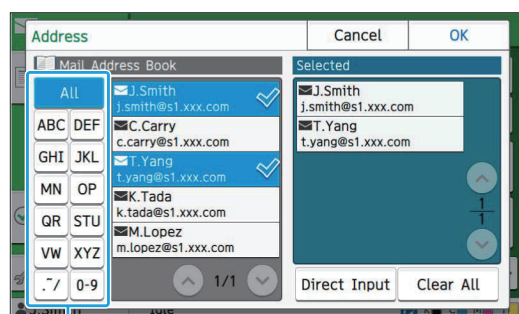 Address
Cancel
OK
Mail Address Book
Selected
All
ABC DEF
GHI JKL
MN OP
QR STU
VW XYZ
.~/ 0-9
J.Smith
j.smith@s1.xxx.com
C.Carry
c.carry@s1.xxx.com
T.Yang
t.yang@s1.xxx.com
K.Tada
k.tada@s1.xxx.com
M.Lopez
m.lopez@s1.xxx.com
1/1
J.Smith
j.smith@s1.xxx.com
T.Yang
t.yang@s1.xxx.com
1
1
Direct Input
Clear All